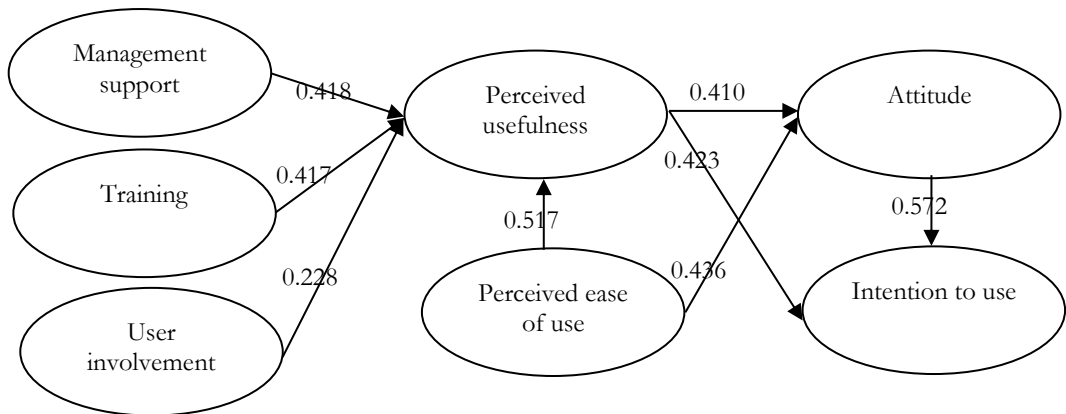 Management
support
0.418
Perceived
usefulness
0.410
Attitude
0.423
Training
0.417
0.517
0.572
0.228
0.436
Perceived ease
of use
Intention to use
User
involvement